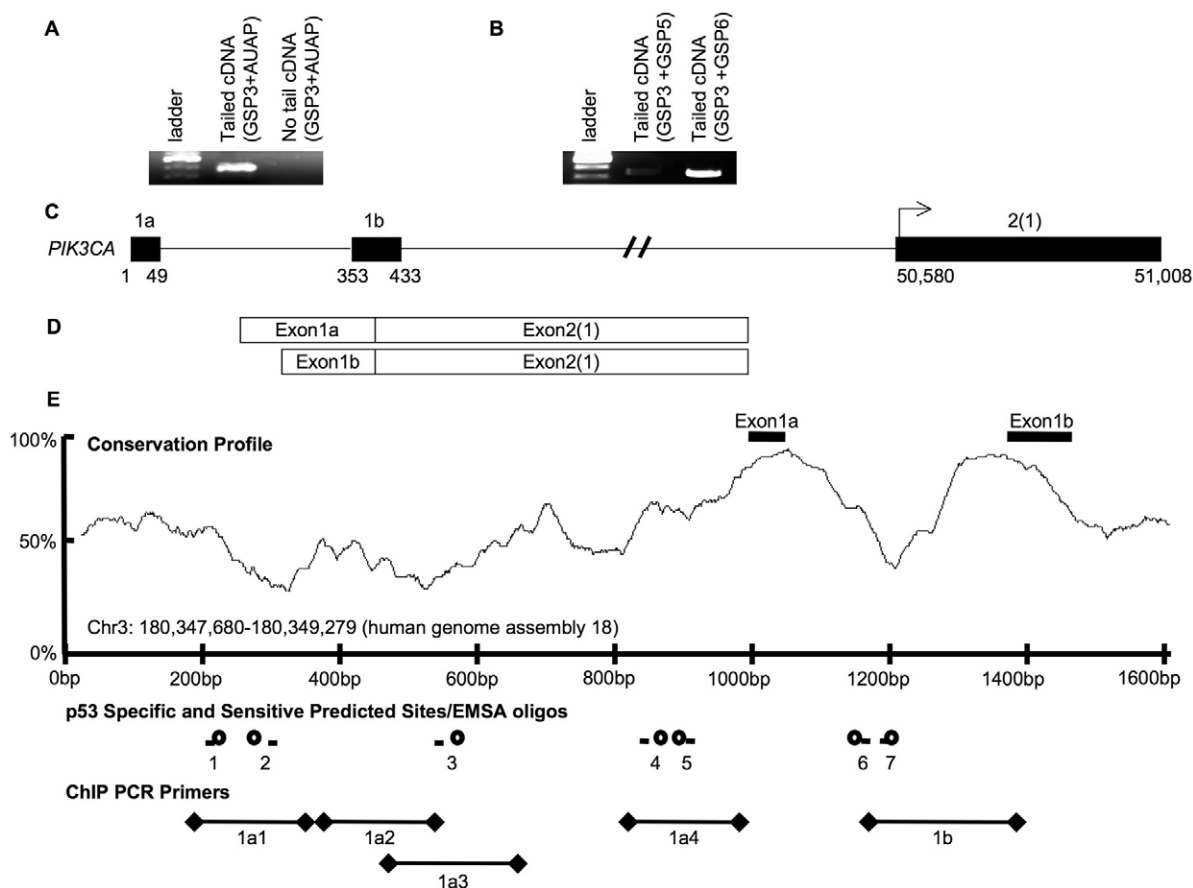 A
ladder
Tailed cDNA
(GSP3+AUAP)
No tail cDNA
(GSP3+AUAP)
B
ladder
Tailed cDNA
(GSP3 +GSP5)
Tailed cDNA
(GSP3 +GSP6)
C
1a
1b
2(1)
PIK3CA
1 49
353 433
50,580
51,008
D
Exon1a Exon2(1)
Exon1b Exon2(1)
E
Exon1a
Exon1b
100%
Conservation Profile
50%
Chr3: 180,347,680-180,349,279 (human genome assembly 18)
0%
0bp 200bp 400bp 600bp 800bp 1000bp 1200bp 1400bp 1600bp
p53 Specific and Sensitive Predicted Sites/EMSA oligos
1 2 3 4 5 6 7
ChIP PCR Primers
1a1 1a2 1a4 1b
1a3